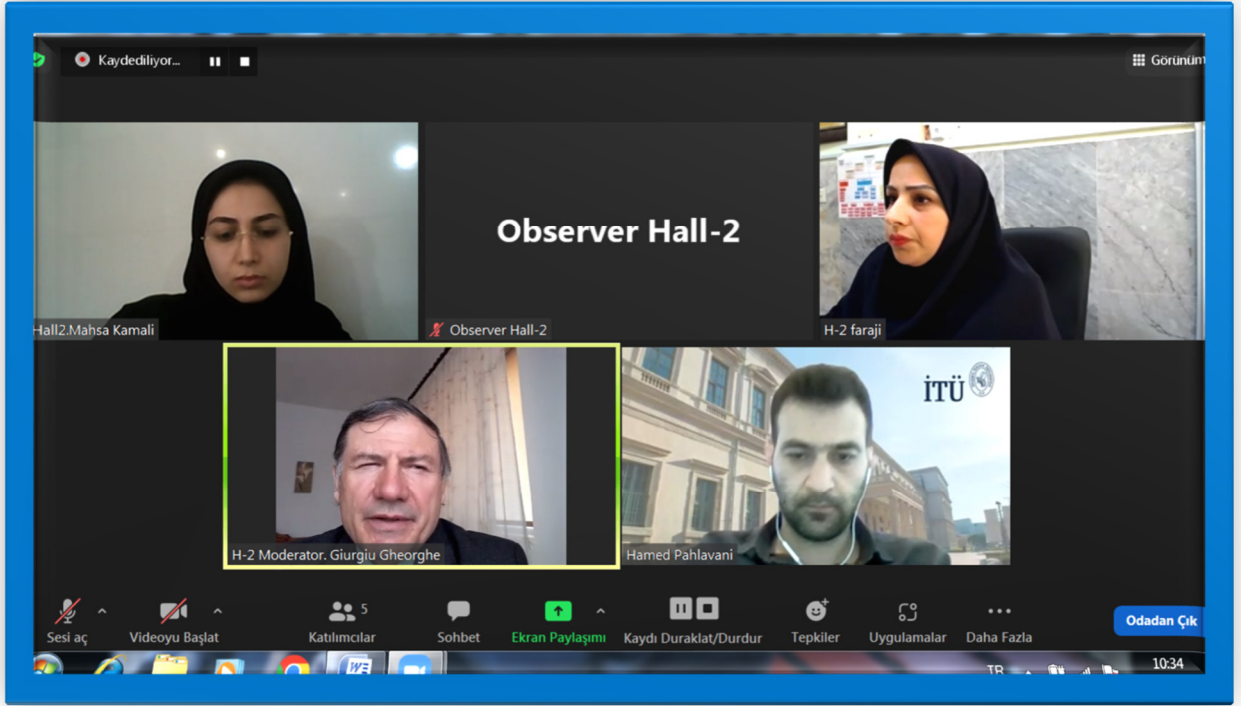 Kaydediliyor...
Görünüm
Observer Hall-2
Hall2.Mahsa Kamali
Observer Hall-2
H-2 faraji
İTÜ
H-2 Moderator. Giurgiu Gheorghe
Hamed Pahlavani
5
Sesi aç
Videoyu Başlat
Katılımcılar
Sohbet
Ekran Paylaşımı
Kaydı Duraklat/Durdur
Tepkiler
Uygulamalar
Daha Fazla
Odadan Çık
TR
10:34